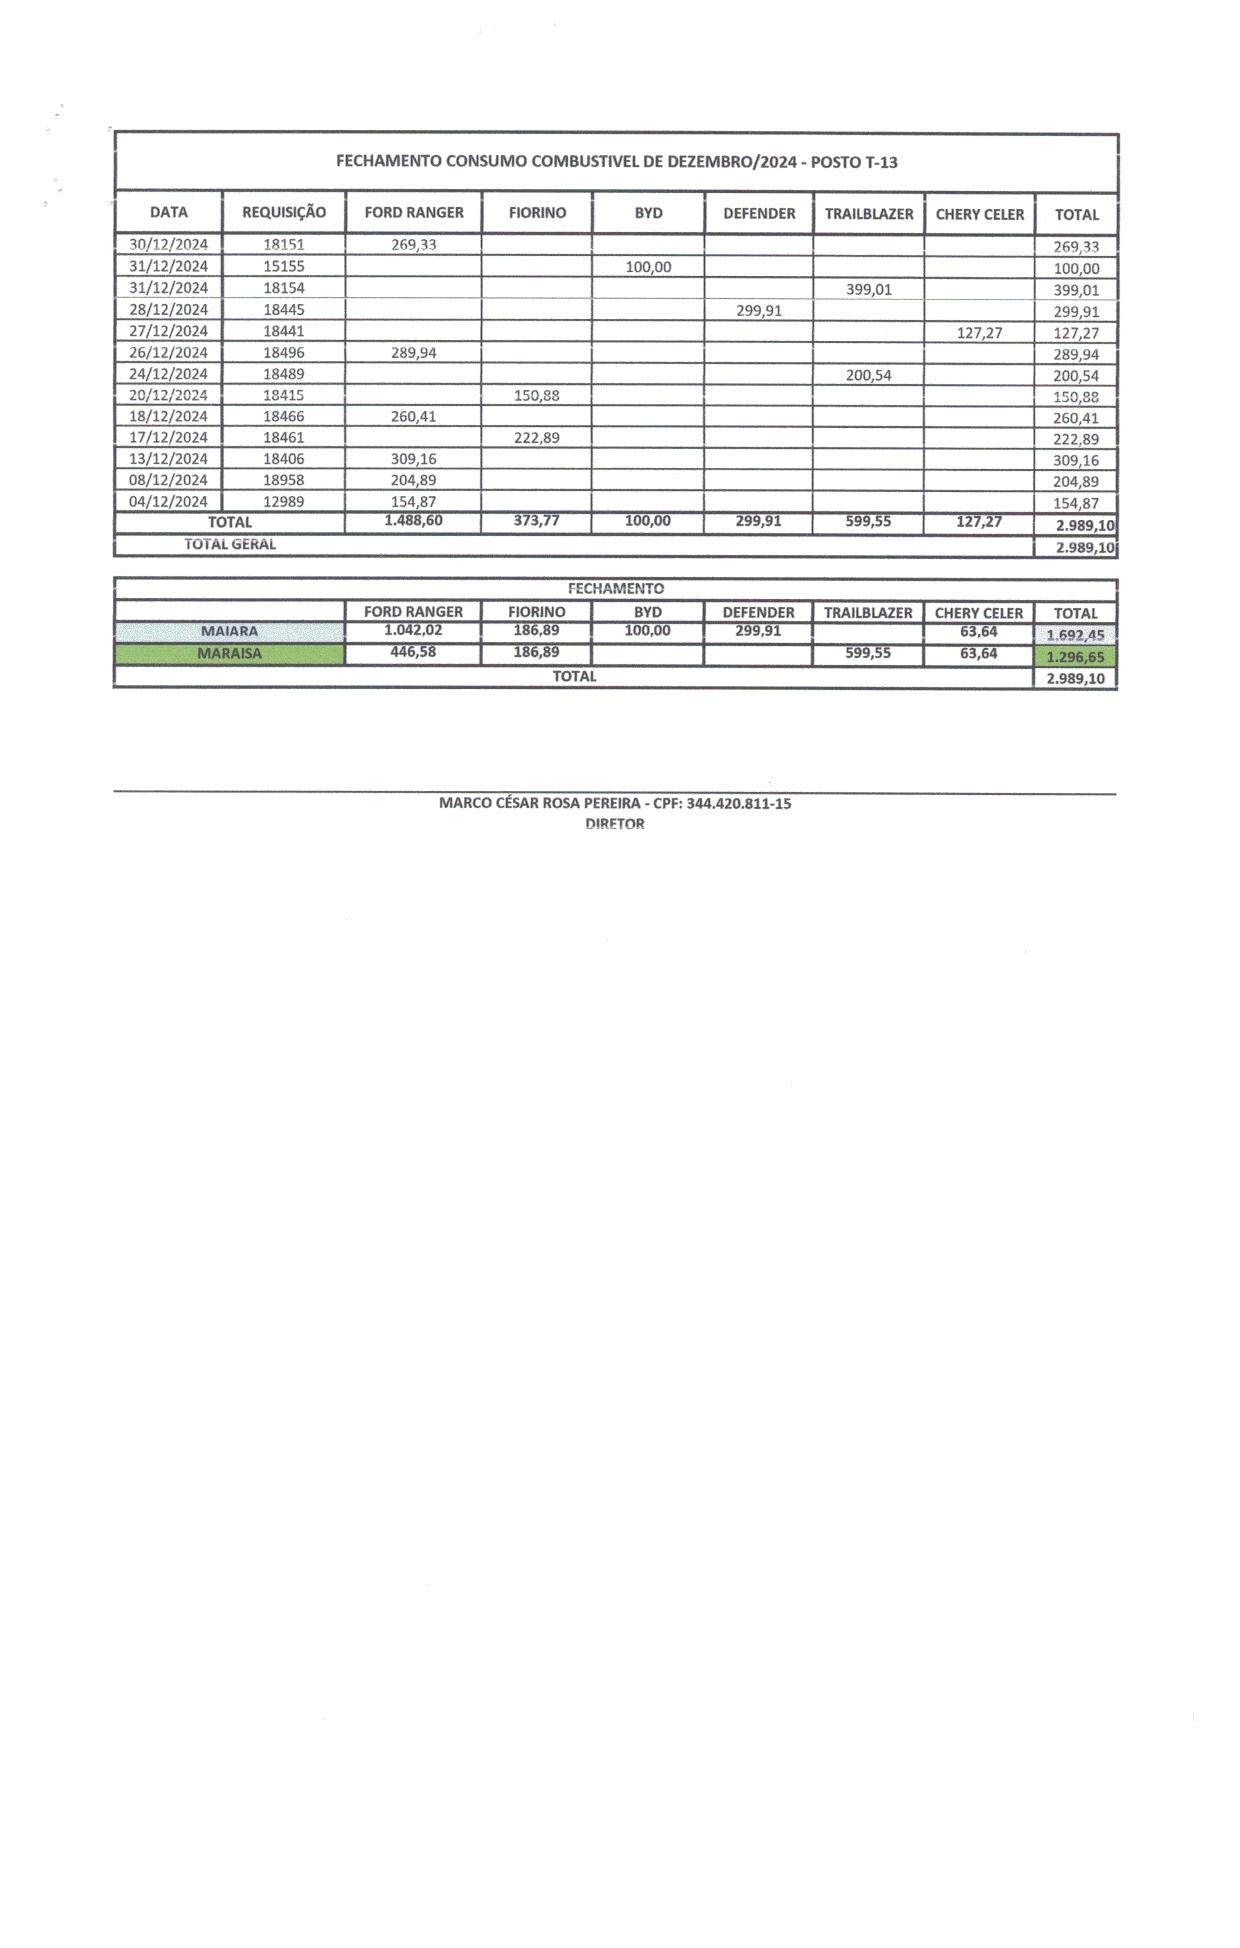 FECHAMENTO CONSUMO COMBUSTIVEL DE DEZEMBRO/2024 - POSTO T-13
DATA REQUISIÇÃO FORD RANGER FIORINO BYD DEFENDER TRAILBLAZER CHERY CELER TOTAL
30/12/2024 18151 269,33 269,33
31/12/2024 15155 100,00 100,00
31/12/2024 18154 399,01 399,01
28/12/2024 18445 299,91 299,91
27/12/2024 18441 127,27 127,27
26/12/2024 18496 289,94 289,94
24/12/2024 18489 200,54 200,54
20/12/2024 18415 150,88 150,88
18/12/2024 18466 260,41 260,41
17/12/2024 18461 222,89 222,89
13/12/2024 18406 309,16 309,16
08/12/2024 18958 204,89 204,89
04/12/2024 12989 154,87 154,87
TOTAL 1.488,60 373,77 100,00 299,91 599,55 127,27 2.989,10
TOTAL GERAL 2.989,10
FECHAMENTO
FORD RANGER FIORINO BYD DEFENDER TRAILBLAZER CHERY CELER TOTAL
MAIARA 1.042,02 186,89 100,00 299,91 63,64 1.692,45
MARAISA 446,58 186,89 599,55 63,64 1.296,65
TOTAL 2.989,10
MARCO CÉSAR ROSA PEREIRA - CPF: 344.420.811-15
DIRETOR